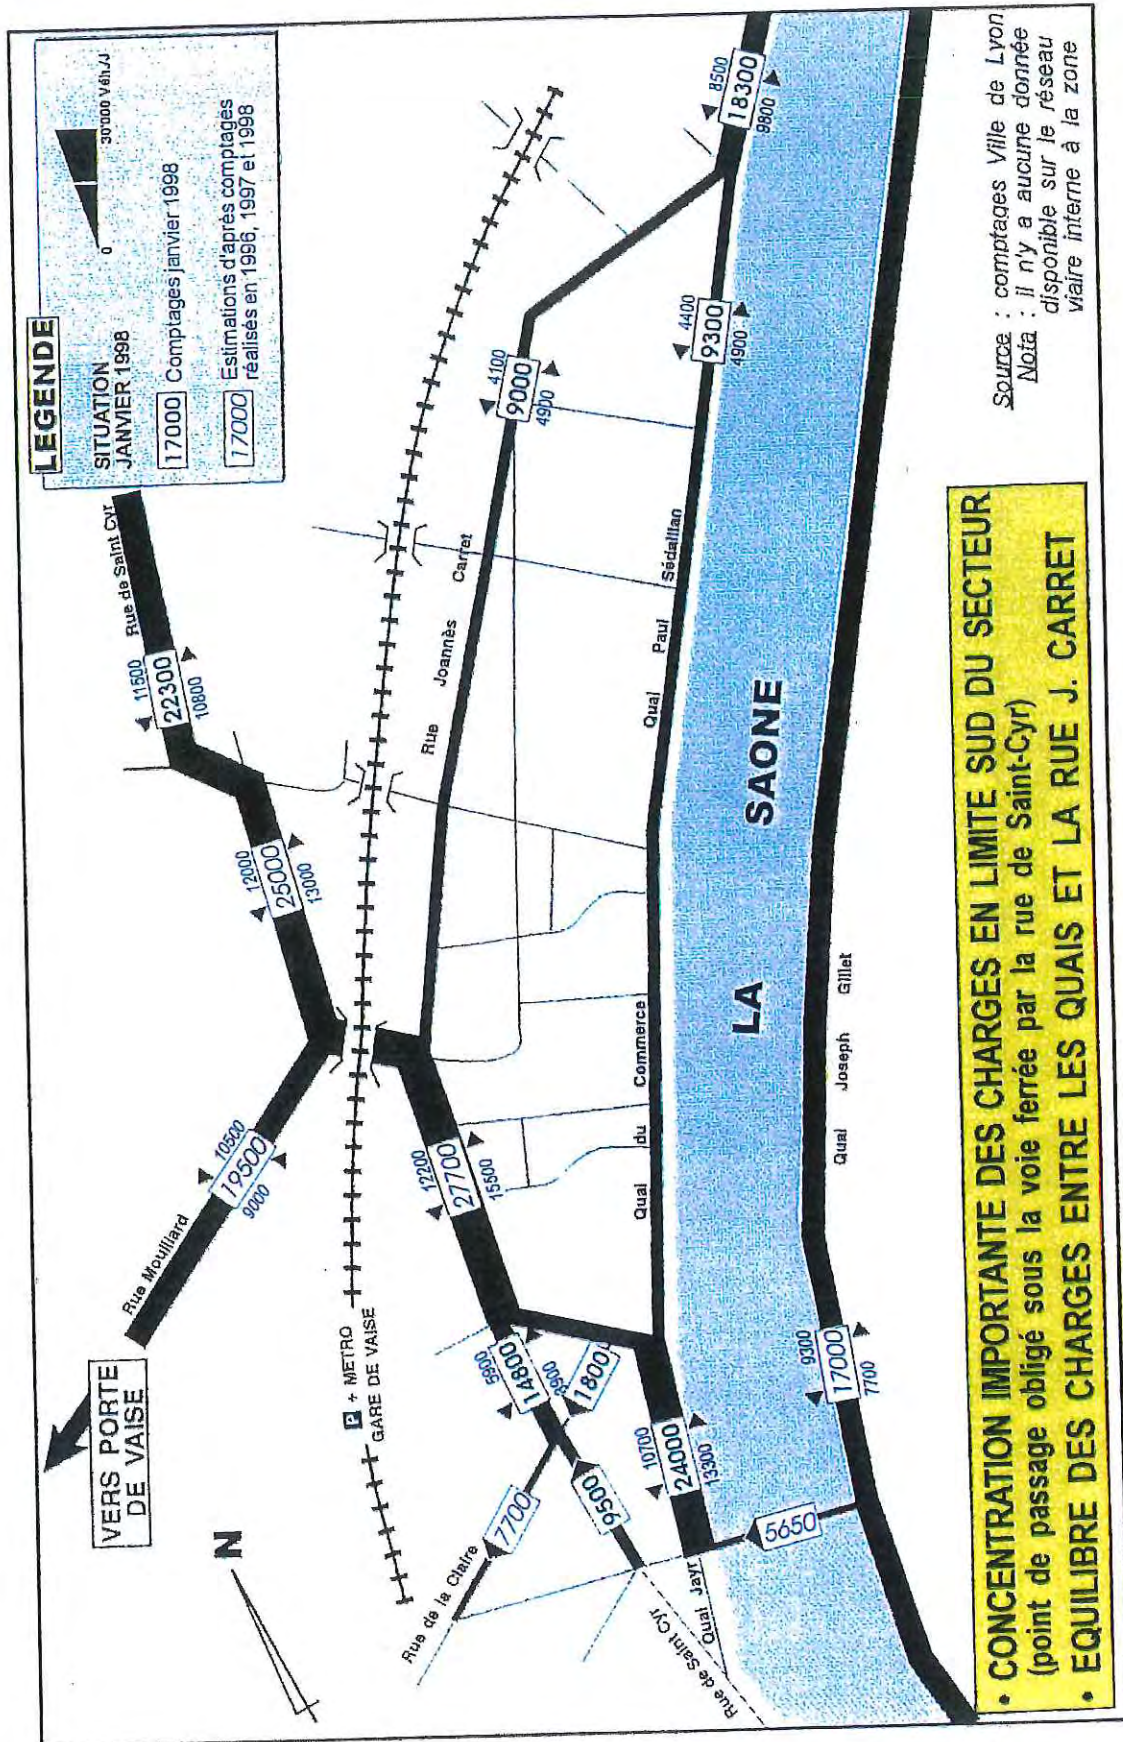 LEGENDE
SITUATION
JANVIER 1998
0
30'000 Véh./J
17000 Comptages janvier 1998
17000 Estimations d'après comptages
réalisés en 1996, 1997 et 1998
VERS PORTE
DE VAISE
N
Rue Mouillard
10500
19500
9000
Rue de Saint Cyr
11500
22300
10800
12000
25000
13000
P + METRO
GARE DE VAISE
Rue Joannès Carret
4100
9000
4900
12200
27700
15500
5900
14800
8900
1800
7700
Rue de la Claire
9500
Rue de Saint Cyr
Quai Jayr
10700
24000
13300
5650
Quai du Commerce
Quai Paul Sédaillan
4400
9300
4900
8500
18300
9800
LA SAONE
Quai Joseph Gillet
9300
17000
7700
Source : comptages Ville de Lyon
Nota : il n'y a aucune donnée
disponible sur le réseau
viaire interne à la zone
• CONCENTRATION IMPORTANTE DES CHARGES EN LIMITE SUD DU SECTEUR
(point de passage obligé sous la voie ferrée par la rue de Saint-Cyr)
• EQUILIBRE DES CHARGES ENTRE LES QUAIS ET LA RUE J. CARRET